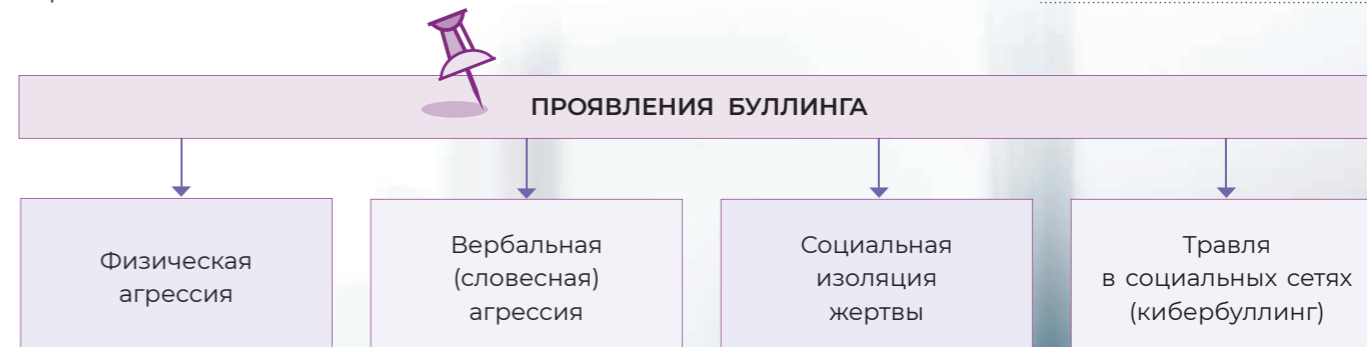 ПРОЯВЛЕНИЯ БУЛЛИНГА
Физическая
агрессия
Вербальная
(словесная)
агрессия
Социальная
изоляция
жертвы
Травля
в социальных сетях
(кибербуллинг)